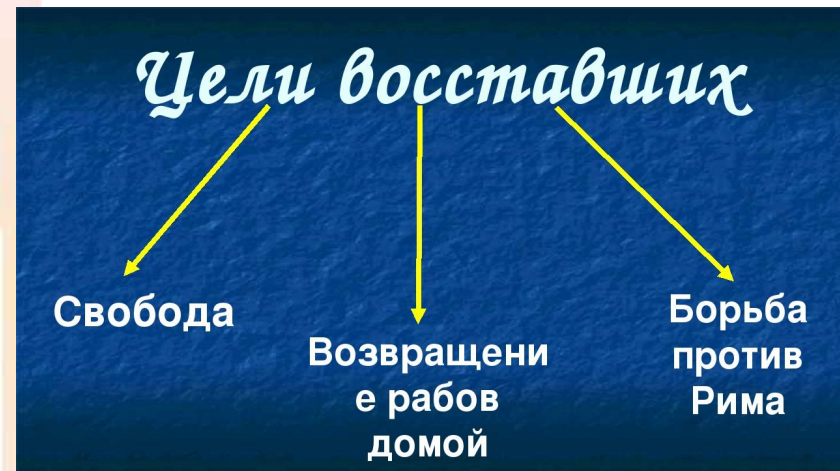 Цели восставших
Свобода
Возвращени
е рабов
домой
Борьба
против
Рима